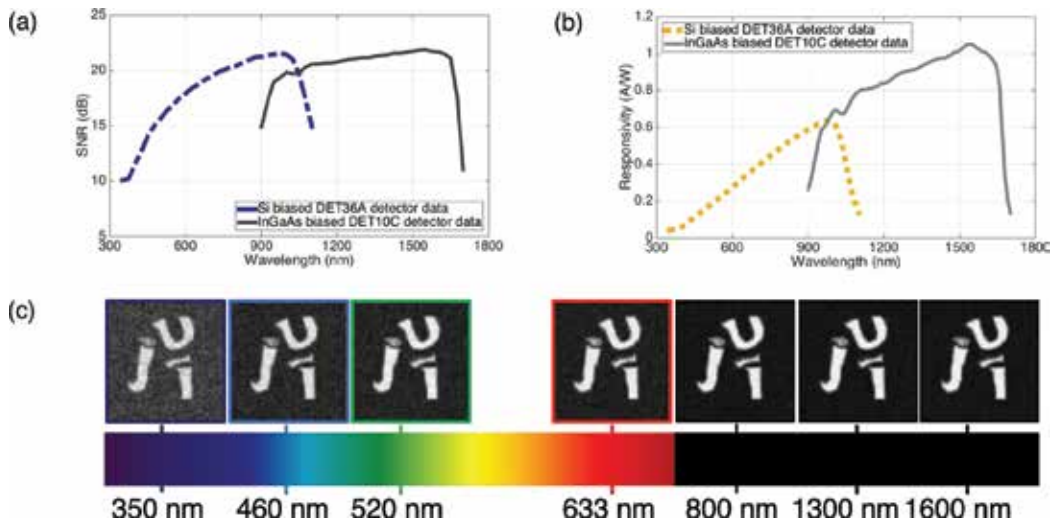 (a)
25
20
15
10
5
SNR (dB)
Si biased DET36A detector data
InGaAs biased DET10C detector data
300 600 900 1200 1500 1800
Wavelength (nm)
(b)
Si biased DET36A detector data
InGaAs biased DET10C detector data
1.2
1
0.8
0.6
0.4
0.2
0
Responsivity (A/W)
300 600 900 1200 1500 1800
Wavelength (nm)
(c)
350 nm 460 nm 520 nm 633 nm 800 nm 1300 nm 1600 nm